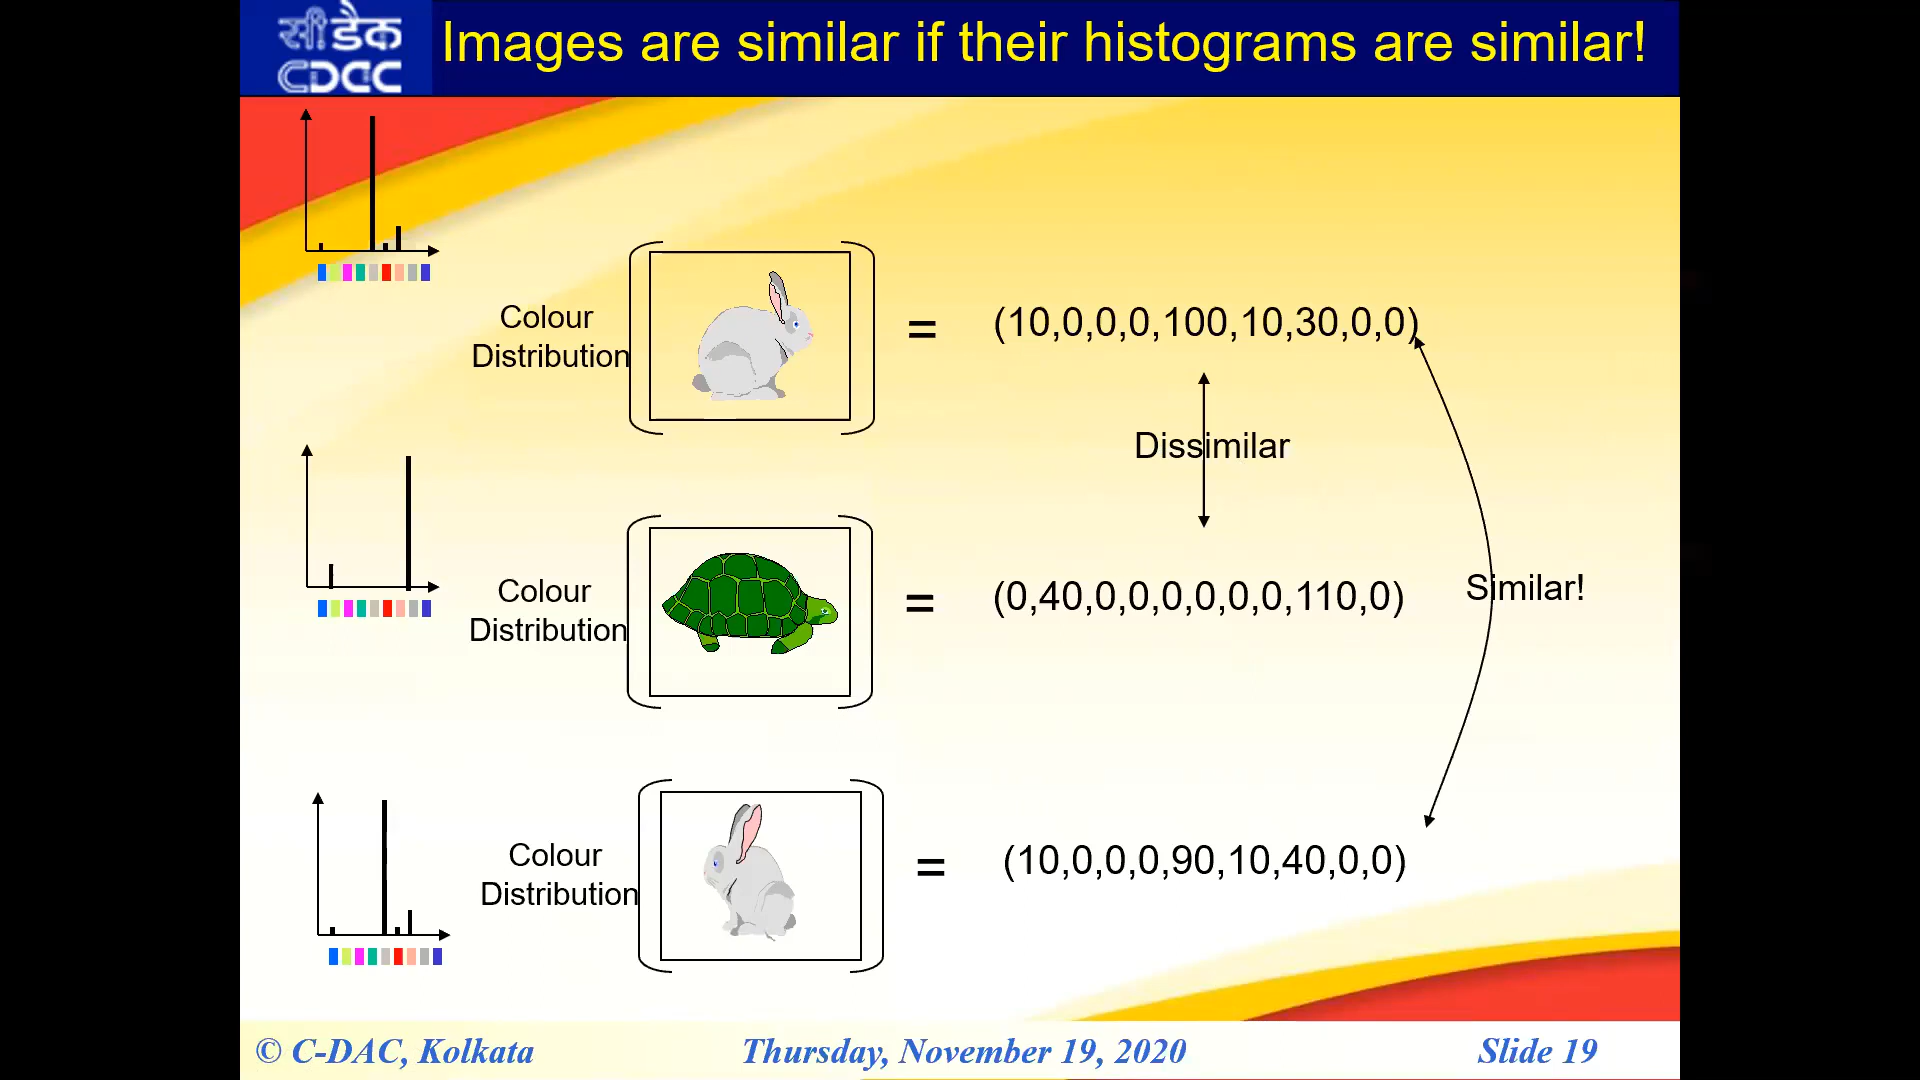 सी डैक
CDAC
Images are similar if their histograms are similar!
Colour
Distribution
= (10,0,0,0,100,10,30,0,0)
Dissimilar
Colour
Distribution
= (0,40,0,0,0,0,0,0,110,0)
Similar!
Colour
Distribution
= (10,0,0,0,90,10,40,0,0)
© C-DAC, Kolkata Thursday, November 19, 2020 Slide 19